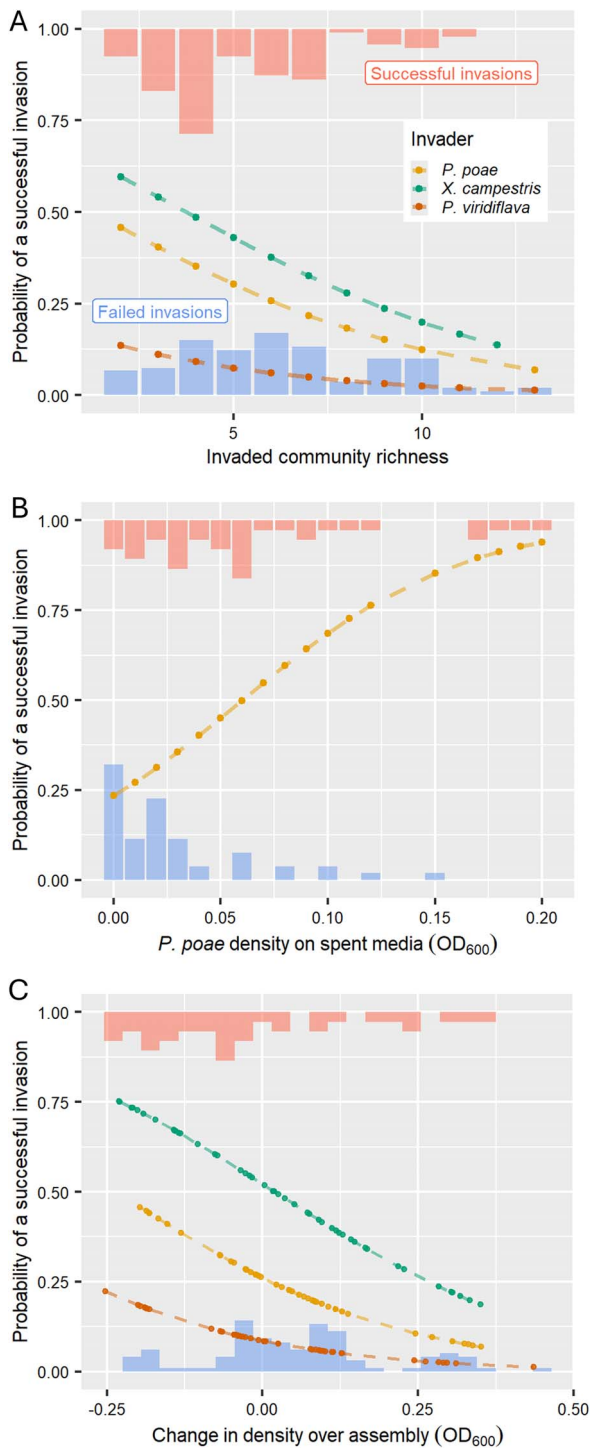 A
Probability of a successful invasion
1.00
0.75
0.50
0.25
0.00
Successful invasions
Invader
P. poae
X. campestris
P. viridiflava
Failed invasions
5
10
Invaded community richness
B
Probability of a successful invasion
1.00
0.75
0.50
0.25
0.00
0.00
0.05
0.10
0.15
0.20
P. poae density on spent media (OD600)
C
Probability of a successful invasion
1.00
0.75
0.50
0.25
0.00
-0.25
0.00
0.25
0.50
Change in density over assembly (OD600)